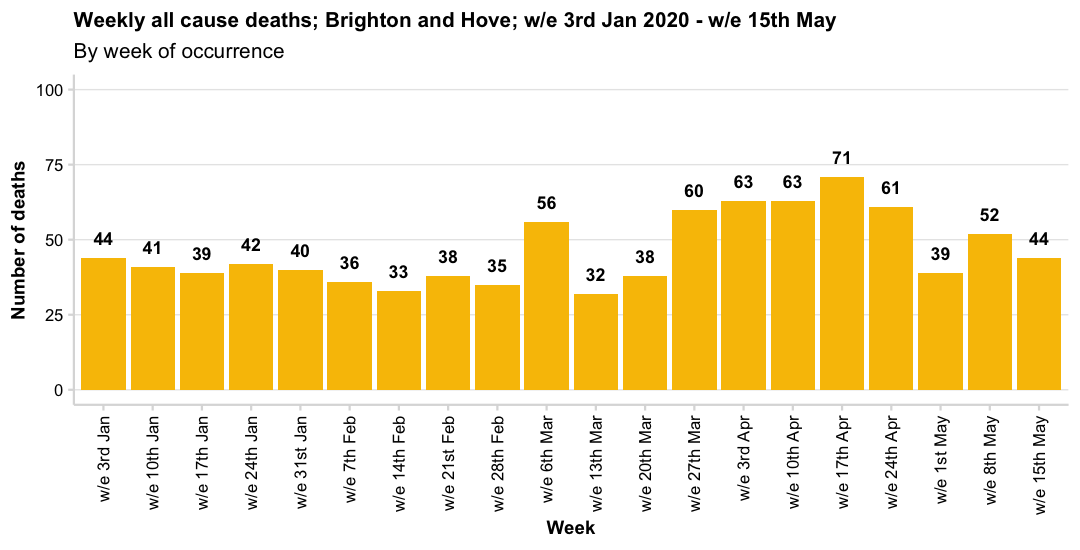 Weekly all cause deaths; Brighton and Hove; w/e 3rd Jan 2020 - w/e 15th May
By week of occurrence
Number of deaths
100
75
50
25
0
44
41
39
42
40
36
33
38
35
56
32
38
60
63
63
71
61
39
52
44
w/e 3rd Jan
w/e 10th Jan
w/e 17th Jan
w/e 24th Jan
w/e 31st Jan
w/e 7th Feb
w/e 14th Feb
w/e 21st Feb
w/e 28th Feb
w/e 6th Mar
w/e 13th Mar
w/e 20th Mar
w/e 27th Mar
w/e 3rd Apr
w/e 10th Apr
w/e 17th Apr
w/e 24th Apr
w/e 1st May
w/e 8th May
w/e 15th May
Week